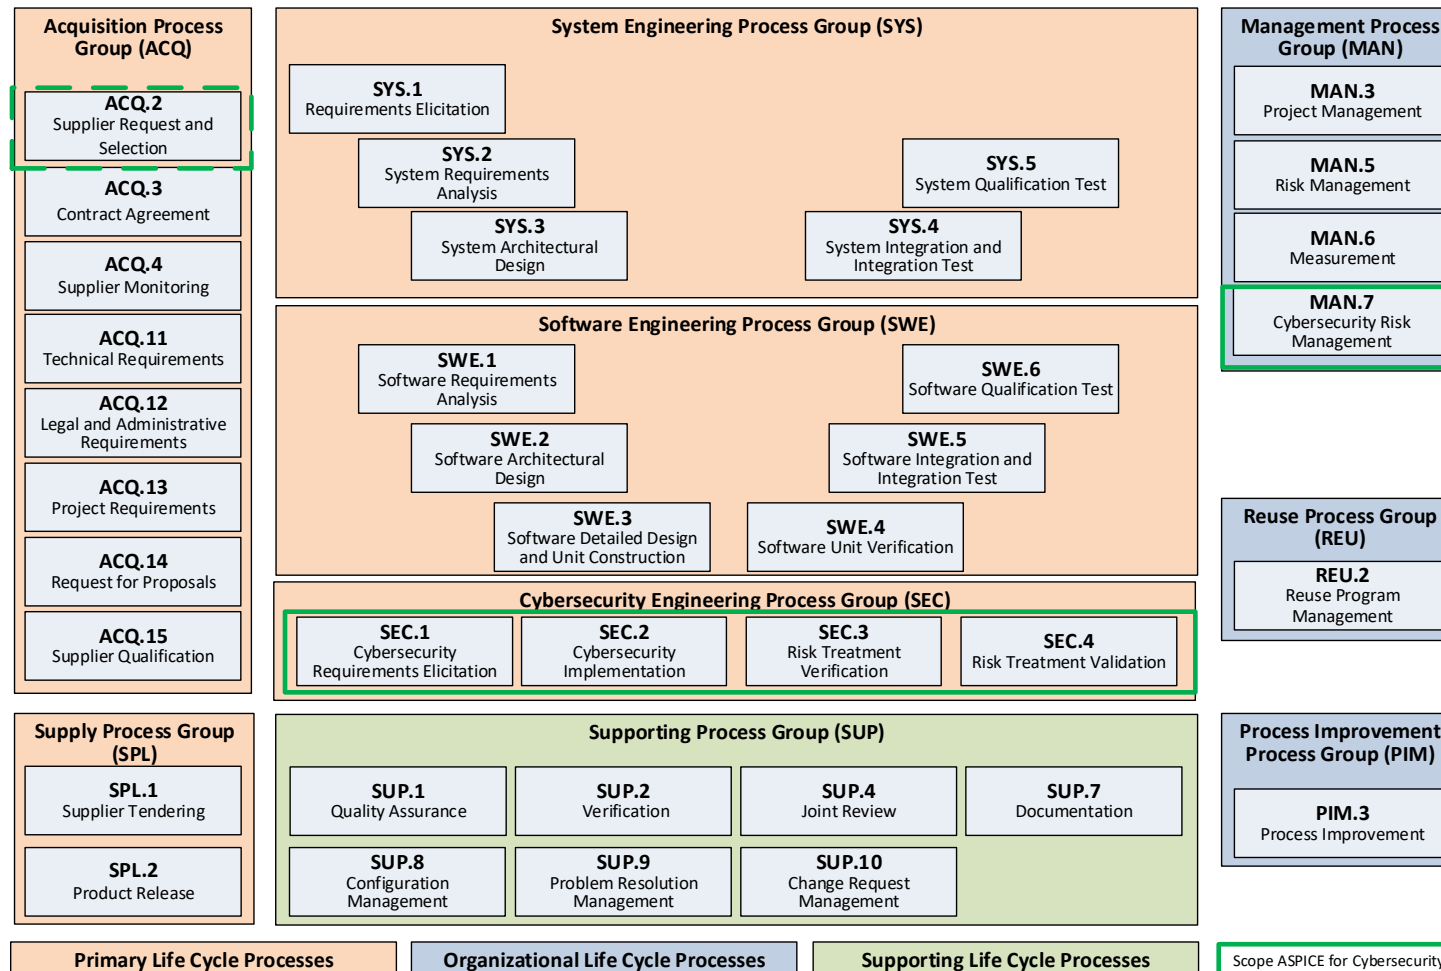 Acquisition Process
Group (ACQ)
ACQ.2
Supplier Request and
Selection
ACQ.3
Contract Agreement
ACQ.4
Supplier Monitoring
ACQ.11
Technical Requirements
ACQ.12
Legal and Administrative
Requirements
ACQ.13
Project Requirements
ACQ.14
Request for Proposals
ACQ.15
Supplier Qualification
System Engineering Process Group (SYS)
SYS.1
Requirements Elicitation
SYS.2
System Requirements
Analysis
SYS.3
System Architectural
Design
SYS.5
System Qualification Test
SYS.4
System Integration and
Integration Test
Software Engineering Process Group (SWE)
SWE.1
Software Requirements
Analysis
SWE.2
Software Architectural
Design
SWE.3
Software Detailed Design
and Unit Construction
SWE.6
Software Qualification Test
SWE.5
Software Integration and
Integration Test
SWE.4
Software Unit Verification
Cybersecurity Engineering Process Group (SEC)
SEC.1
Cybersecurity
Requirements Elicitation
SEC.2
Cybersecurity
Implementation
SEC.3
Risk Treatment
Verification
SEC.4
Risk Treatment Validation
Management Process
Group (MAN)
MAN.3
Project Management
MAN.5
Risk Management
MAN.6
Measurement
MAN.7
Cybersecurity Risk
Management
Reuse Process Group
(REU)
REU.2
Reuse Program
Management
Supply Process Group
(SPL)
SPL.1
Supplier Tendering
SPL.2
Product Release
Supporting Process Group (SUP)
SUP.1
Quality Assurance
SUP.2
Verification
SUP.4
Joint Review
SUP.7
Documentation
SUP.8
Configuration
Management
SUP.9
Problem Resolution
Management
SUP.10
Change Request
Management
Process Improvement
Process Group (PIM)
PIM.3
Process Improvement
Primary Life Cycle Processes
Organizational Life Cycle Processes
Supporting Life Cycle Processes
Scope ASPICE for Cybersecurity